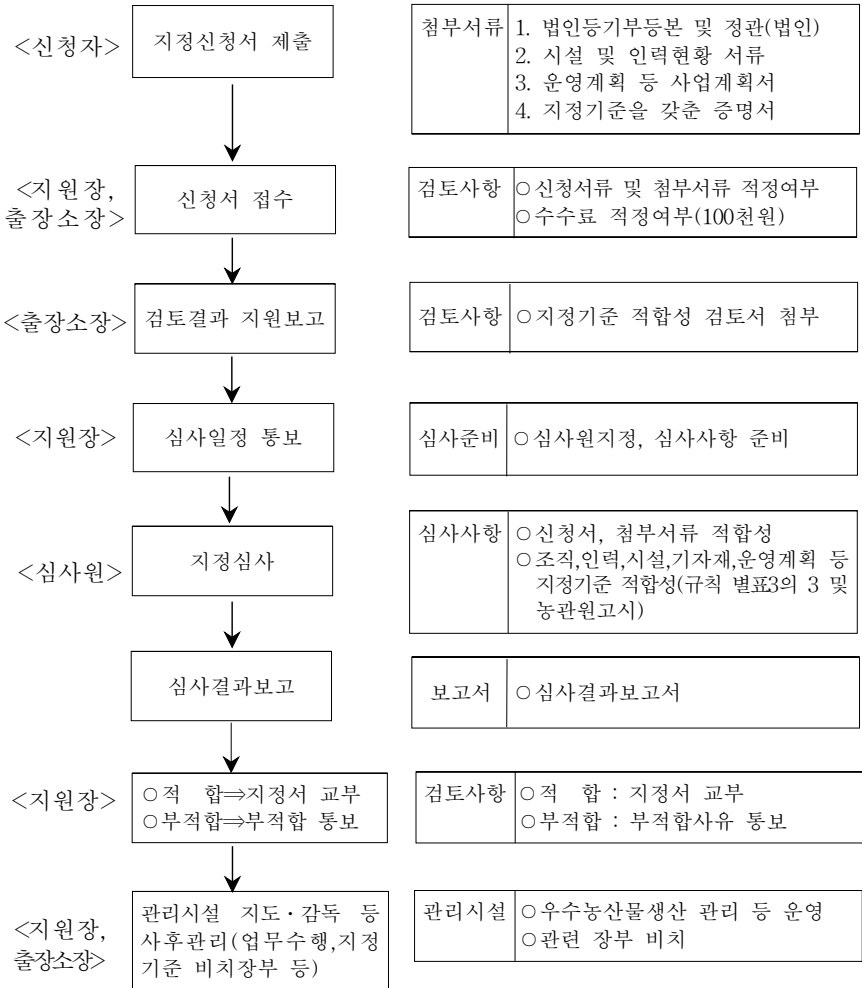 <신청자>
지정신청서 제출
첨부서류
1. 법인등기부등본 및 정관(법인)
2. 시설 및 인력현황 서류
3. 운영계획 등 사업계획서
4. 지정기준을 갖춘 증명서
<지원장,
출장소장>
신청서 접수
검토사항
○신청서류 및 첨부서류 적정여부
○수수료 적정여부(100천원)
<출장소장>
검토결과 지원보고
검토사항
○지정기준 적합성 검토서 첨부
<지원장>
심사일정 통보
심사준비
○심사원지정, 심사사항 준비
<심사원>
지정심사
심사사항
○신청서, 첨부서류 적합성
○조직,인력,시설,기자재,운영계획 등
지정기준 적합성(규칙 별표3의 3 및
농관원고시)
심사결과보고
보고서
○심사결과보고서
<지원장>
○적 합⇒지정서 교부
○부적합⇒부적합 통보
검토사항
○적 합 : 지정서 교부
○부적합 : 부적합사유 통보
<지원장,
출장소장>
관리시설 지도・감독 등
사후관리(업무수행,지정
기준 비치장부 등)
관리시설
○우수농산물생산 관리 등 운영
○관련 장부 비치